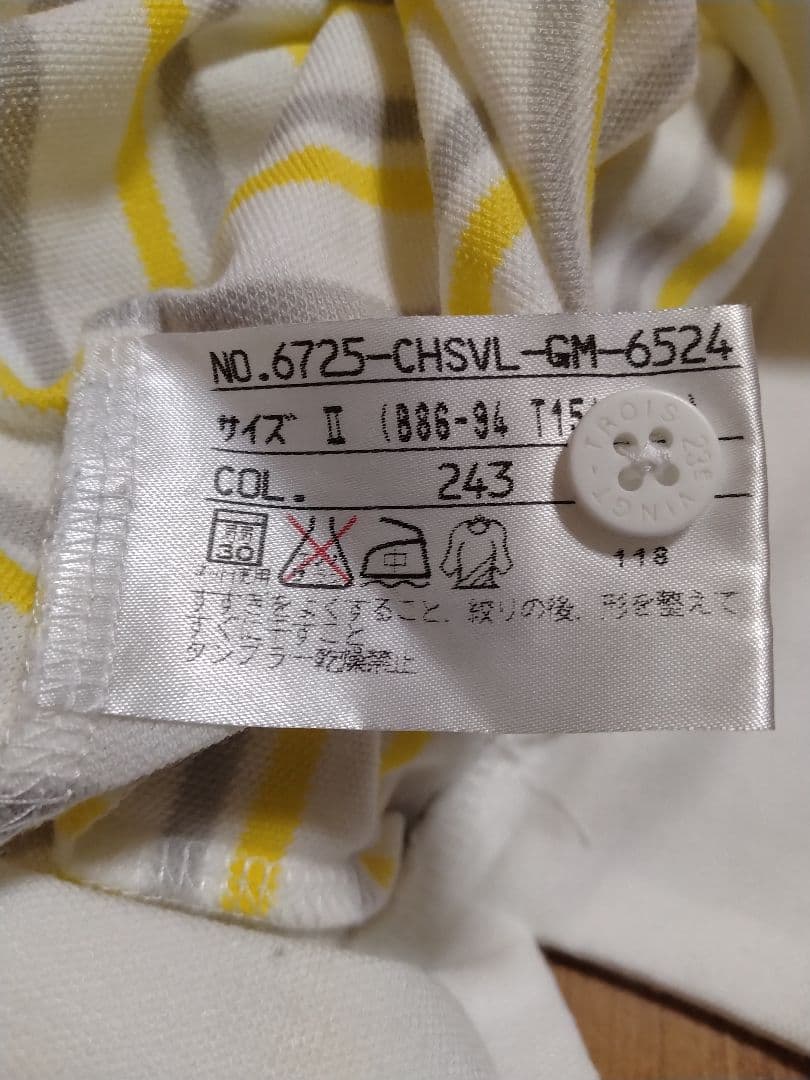 NO.6725-CHSVL-GM-6524
サイズ Ⅱ (B86-94 T15
COL. 243
TROIS 23E VINGT-
30
中
118
すすぎを よくすること、絞りの後、形を整えて
すぐに干すこと
タンブラー乾燥禁止